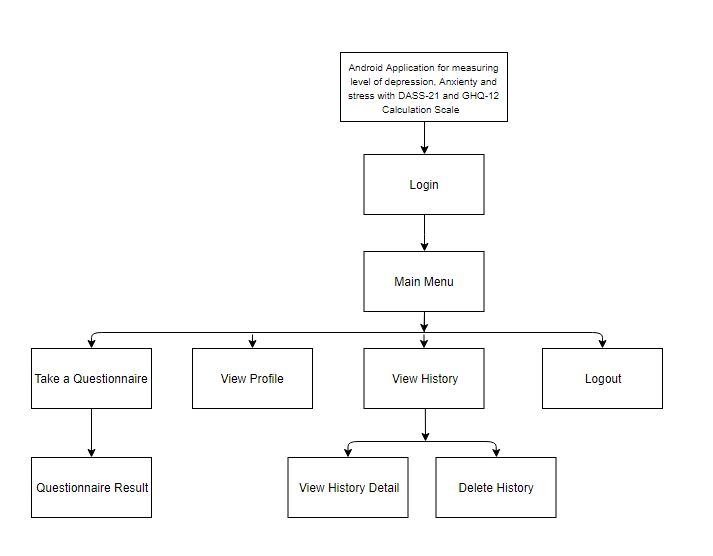 Android Application for measuring
level of depression, Anxienty and
stress with DASS-21 and GHQ-12
Calculation Scale
Login
Main Menu
Take a Questionnaire
View Profile
View History
Logout
Questionnaire Result
View History Detail
Delete History